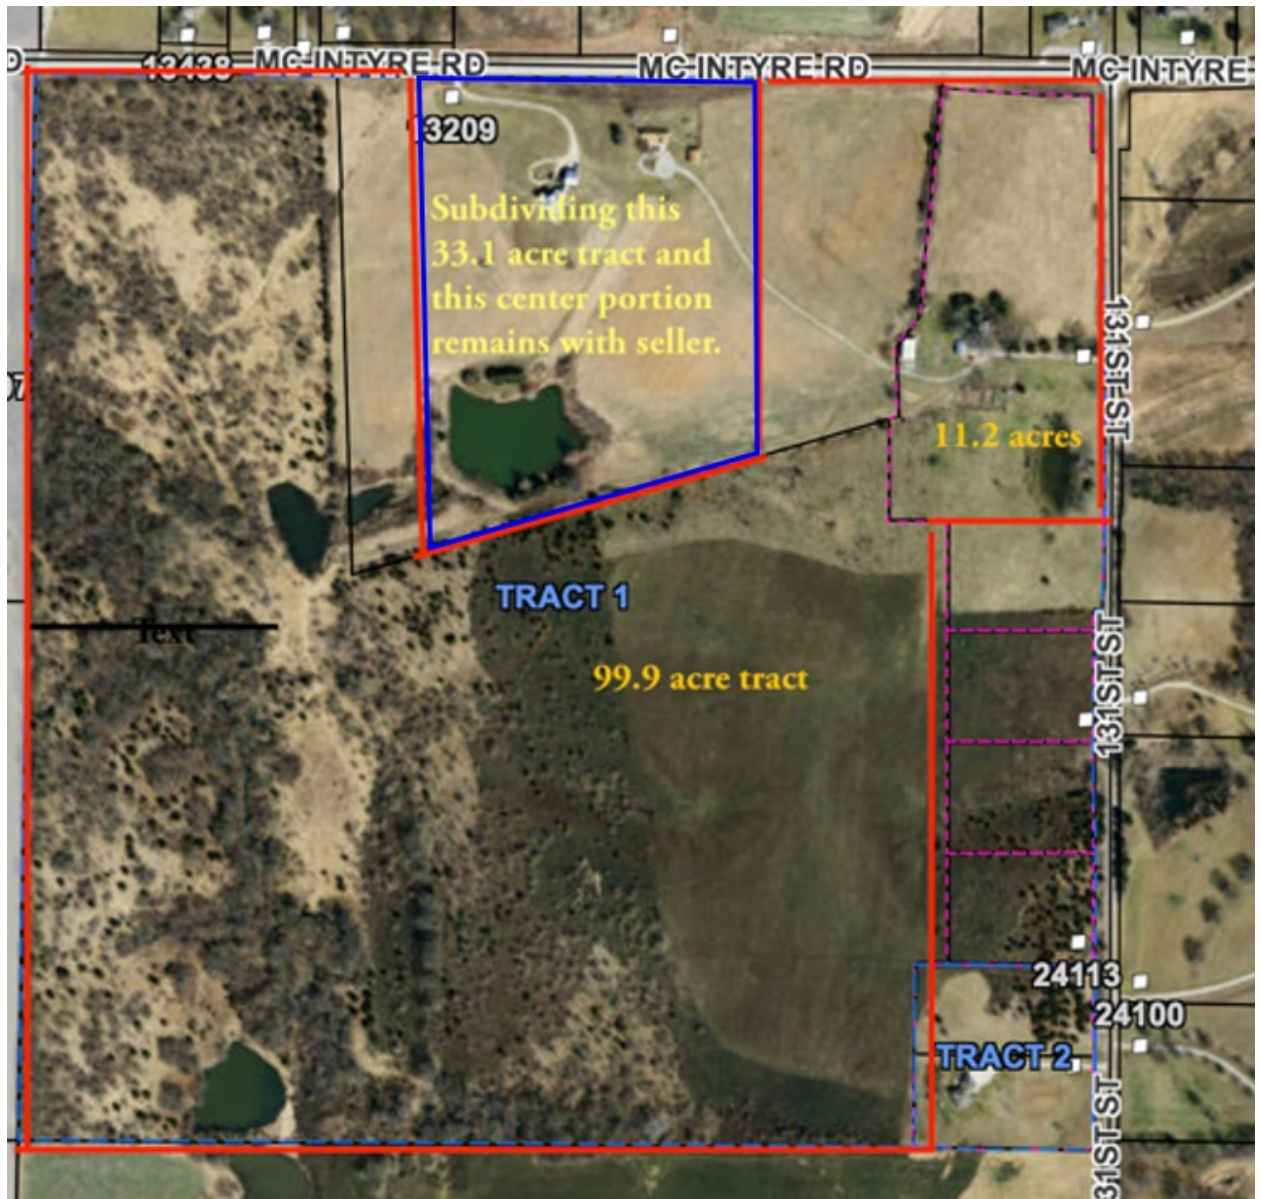 MC INTYRE RD
MC INTYRE RD
MC INTYRE
13209
Subdividing this
33.1 acre tract and
this center portion
remains with seller.
131ST ST
11.2 acres
TRACT 1
Text
99.9 acre tract
131ST ST
24113
24100
TRACT 2
31ST ST